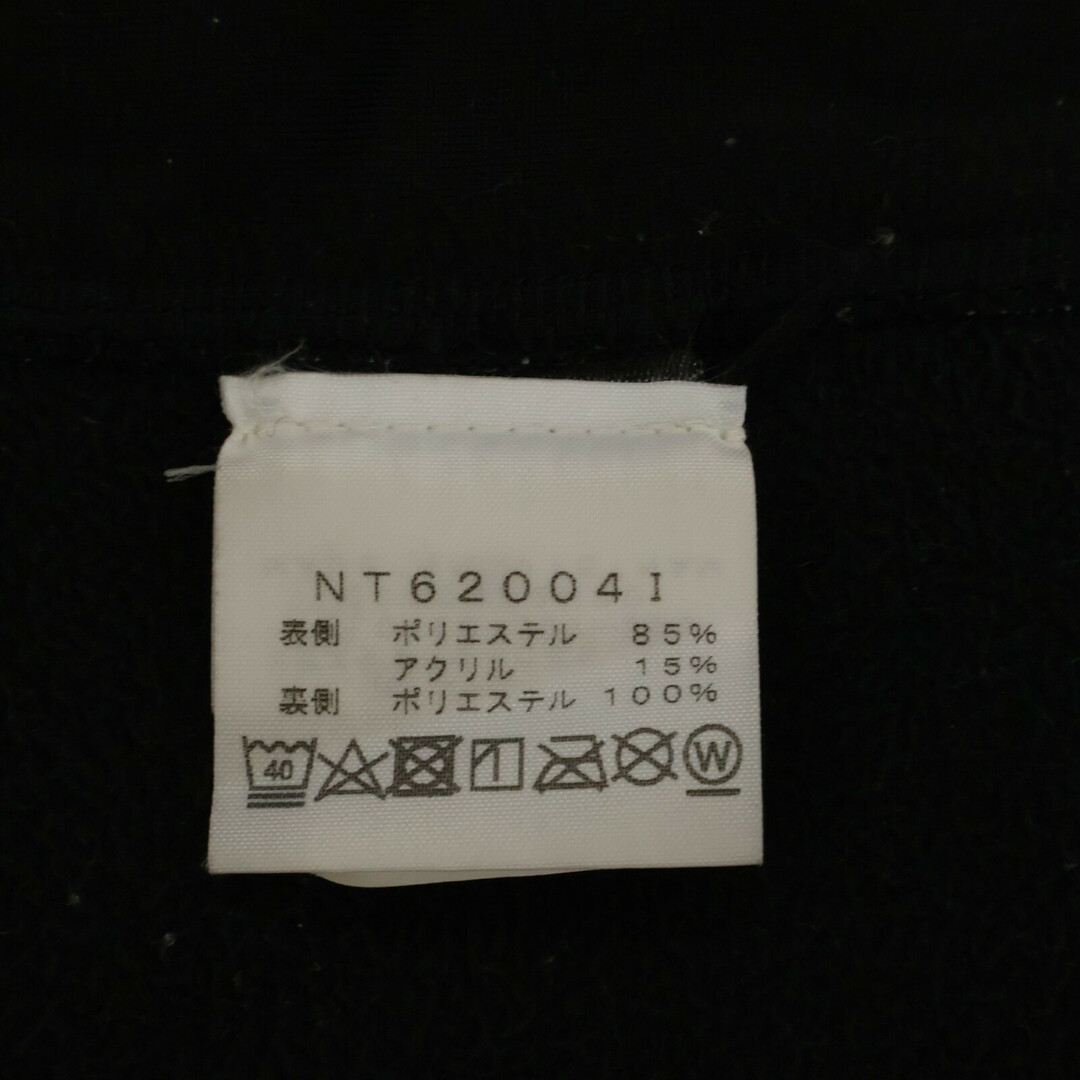 NT62004I
表側 ポリエステル 85%
アクリル 15%
裏側 ポリエステル 100%
40 W